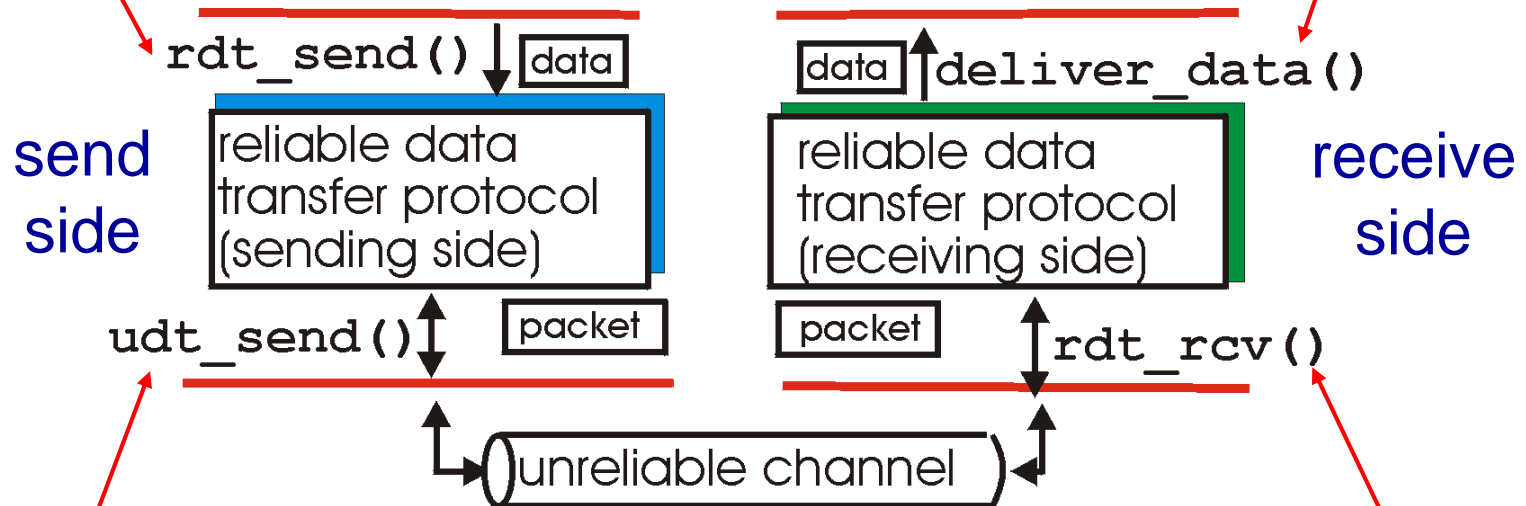 rdt_send()
data
data
deliver_data()
send
side
reliable data
transfer protocol
(sending side)
reliable data
transfer protocol
(receiving side)
receive
side
udt_send()
packet
packet
rdt_rcv()
unreliable channel